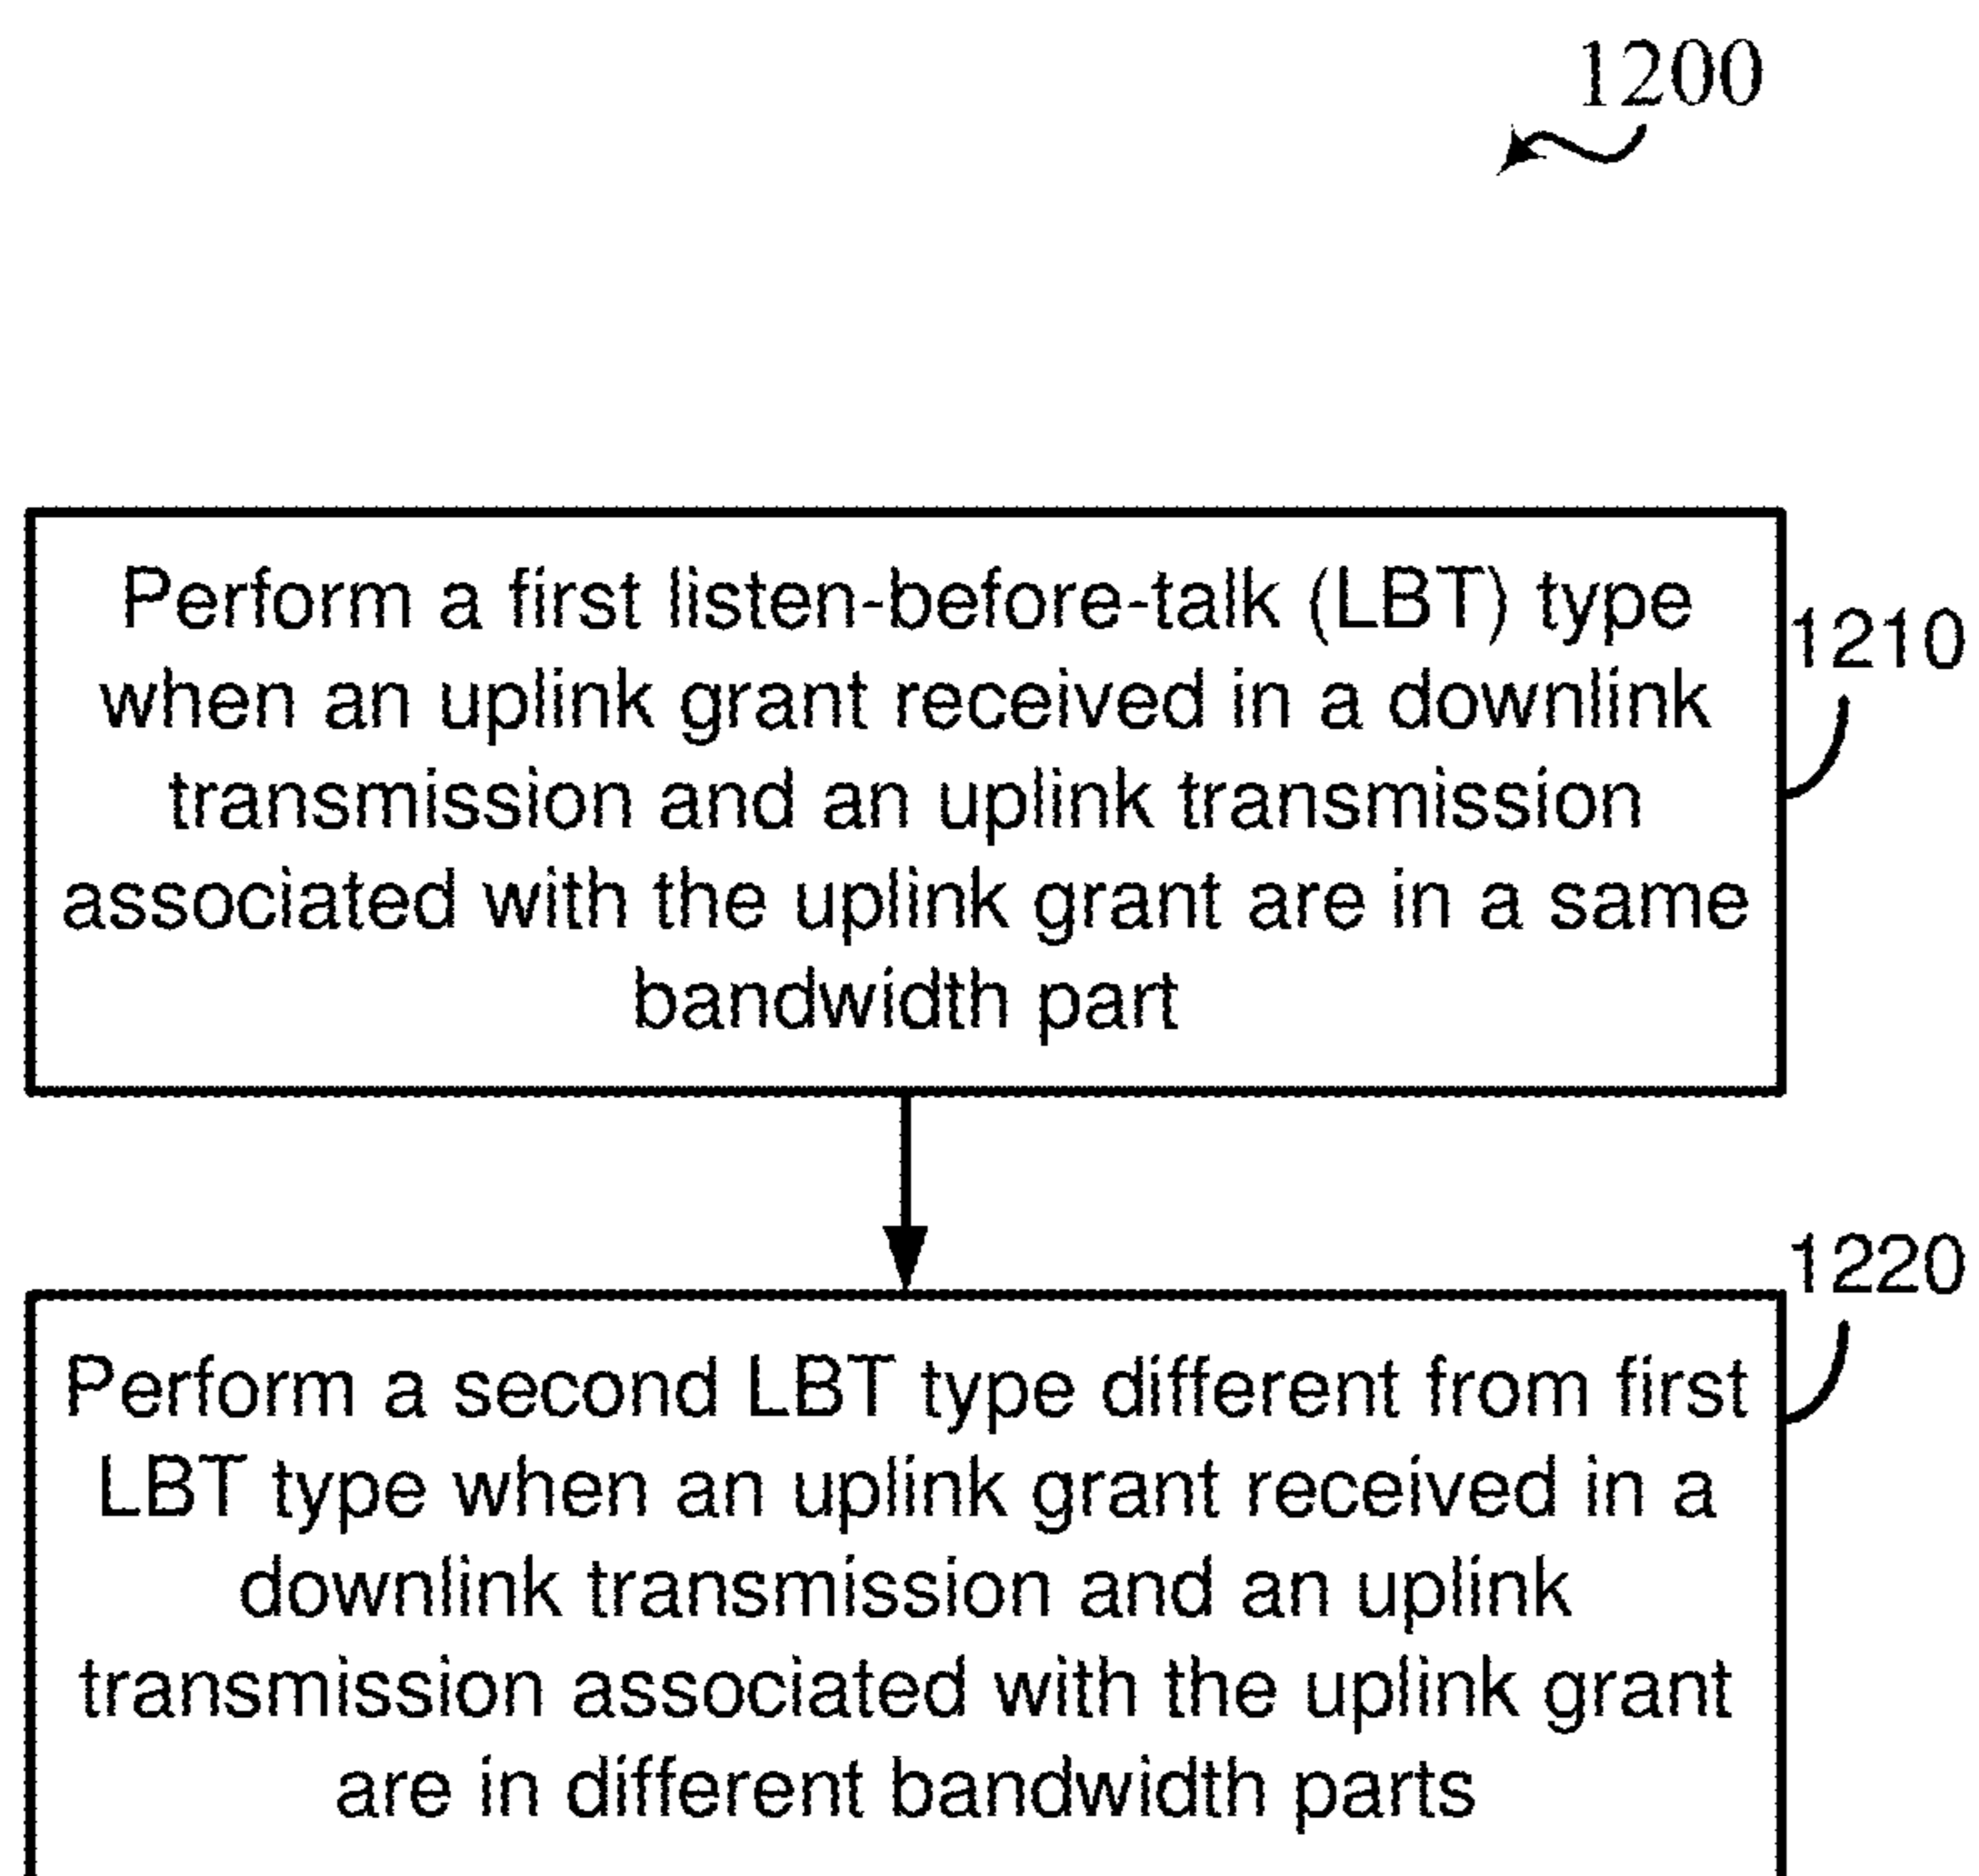 1200
Perform a first listen-before-talk (LBT) type
when an uplink grant received in a downlink
transmission and an uplink transmission
associated with the uplink grant are in a same
bandwidth part
1210
1220
Perform a second LBT type different from first
LBT type when an uplink grant received in a
downlink transmission and an uplink
transmission associated with the uplink grant
are in different bandwidth parts